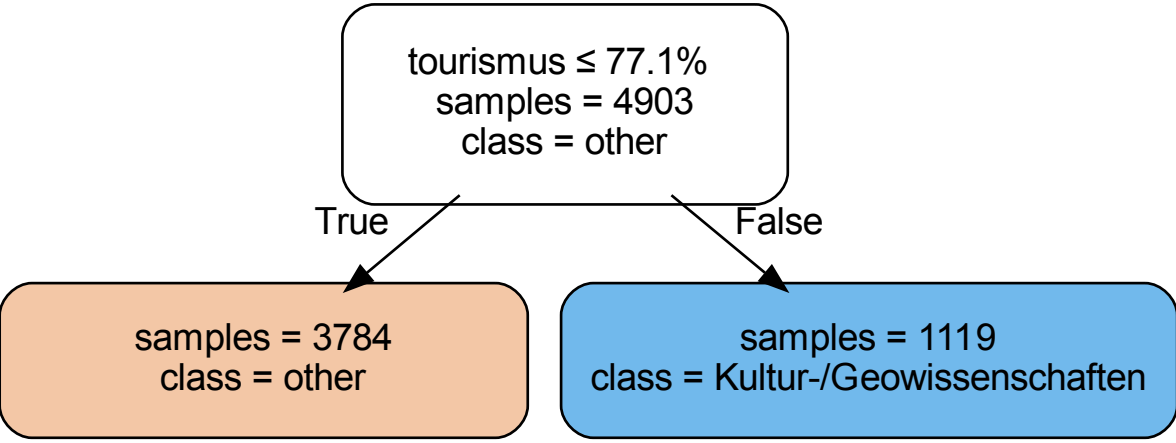 tourismus ≤ 77.1%
samples = 4903
class = other
True
False
samples = 3784
class = other
samples = 1119
class = Kultur-/Geowissenschaften